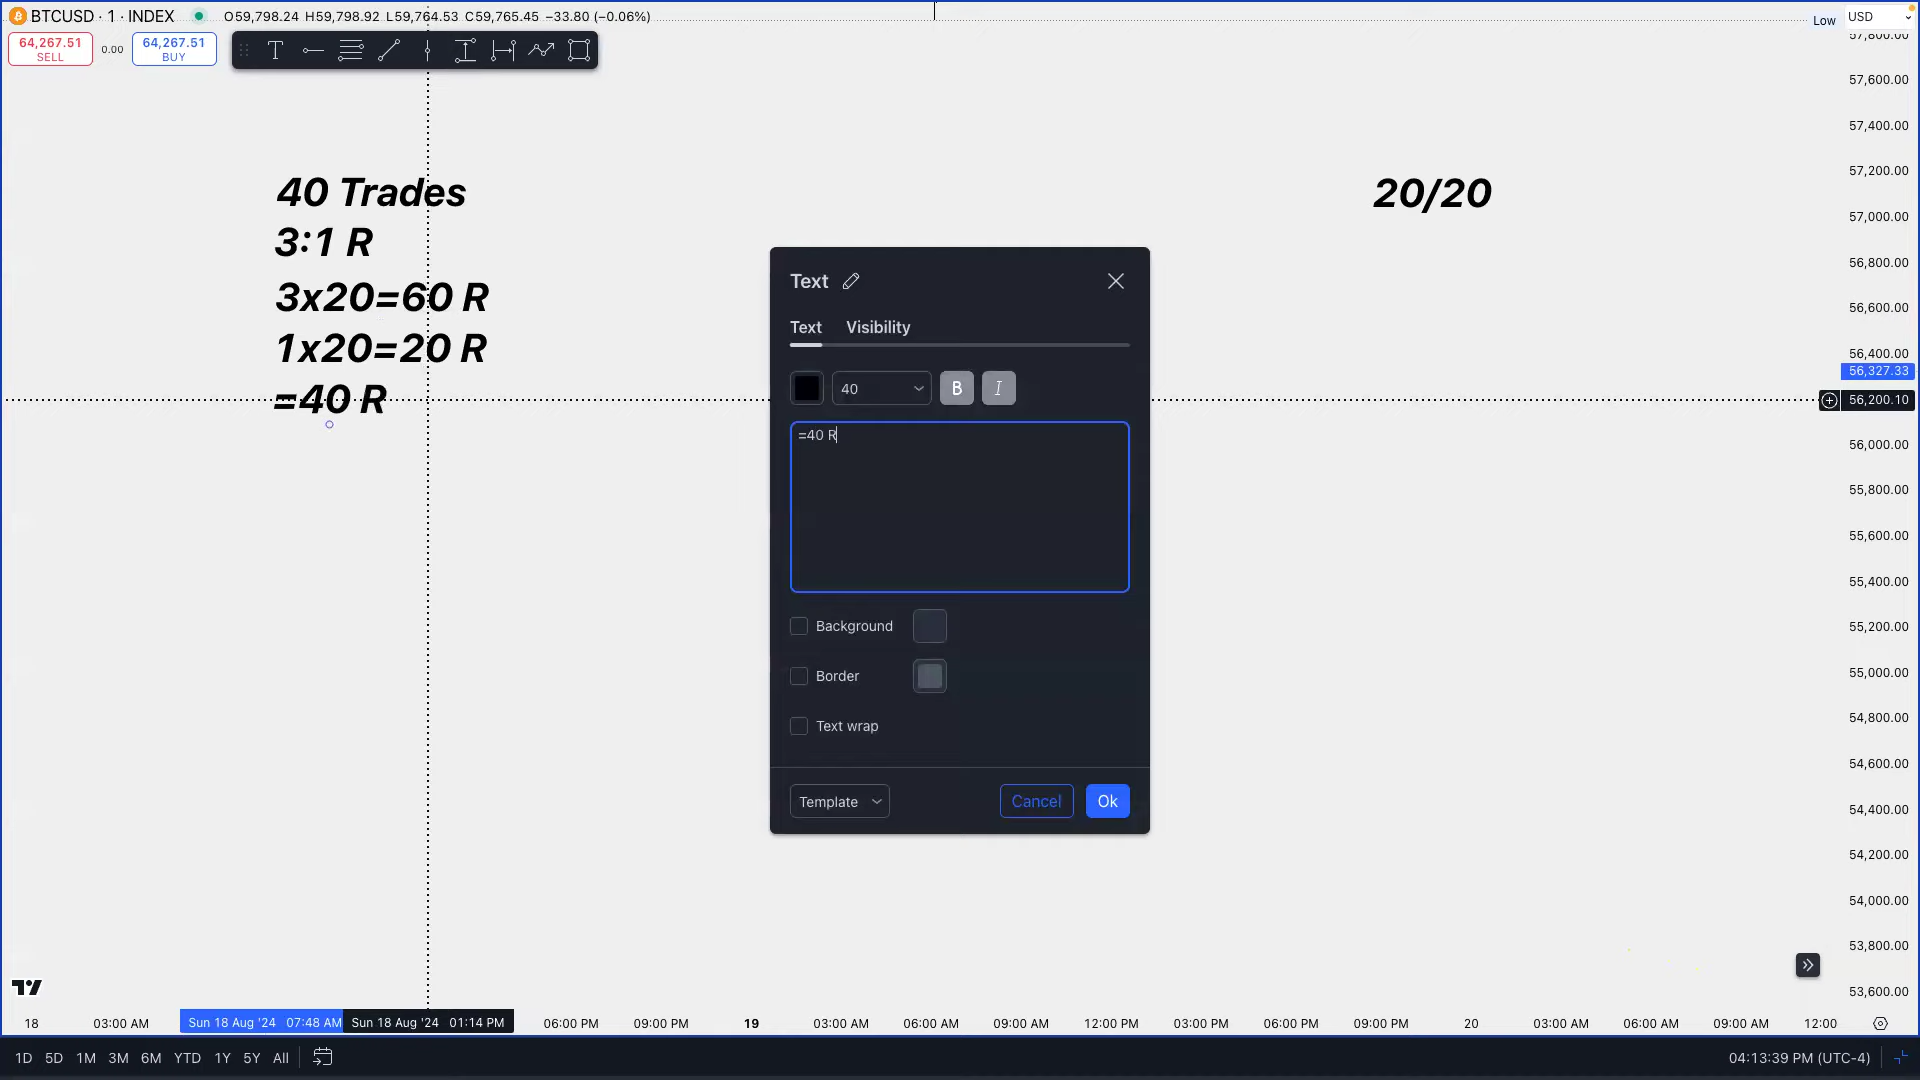 BTCUSD · 1 · INDEX O59,798.24 H59,798.92 L59,764.53 C59,765.45 −33.80 (−0.06%)
Low USD
64,267.51 SELL
0.00
64,267.51 BUY
57,800.00
57,600.00
57,400.00
57,200.00
57,000.00
56,800.00
56,600.00
56,400.00
56,327.33
56,200.10
56,000.00
55,800.00
55,600.00
55,400.00
55,200.00
55,000.00
54,800.00
54,600.00
54,400.00
54,200.00
54,000.00
53,800.00
53,600.00
40 Trades
3:1 R
3x20=60 R
1x20=20 R
=40 R
20/20
Text
Text Visibility
40 B I
=40 R
Background
Border
Text wrap
Template Cancel Ok
18 03:00 AM Sun 18 Aug '24 07:48 AM Sun 18 Aug '24 01:14 PM 06:00 PM 09:00 PM 19 03:00 AM 06:00 AM 09:00 AM 12:00 PM 03:00 PM 06:00 PM 09:00 PM 20 03:00 AM 06:00 AM 09:00 AM 12:00
1D 5D 1M 3M 6M YTD 1Y 5Y All
04:13:39 PM (UTC-4)